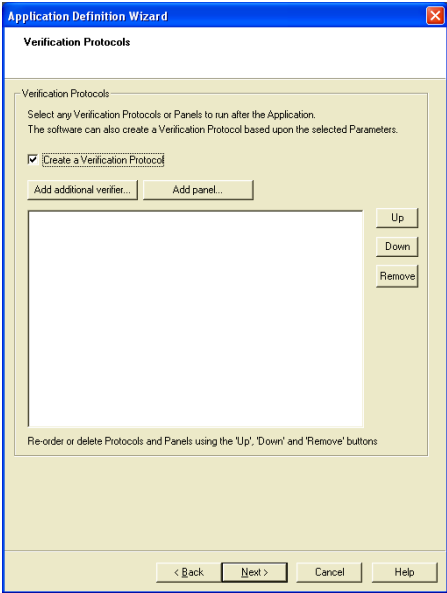 Application Definition Wizard
Verification Protocols
Verification Protocols
Select any Verification Protocols or Panels to run after the Application.
The software can also create a Verification Protocol based upon the selected Parameters.
Create a Verification Protocol
Add additional verifier... Add panel...
Up
Down
Remove
Re-order or delete Protocols and Panels using the 'Up', 'Down' and 'Remove' buttons
< Back Next > Cancel Help